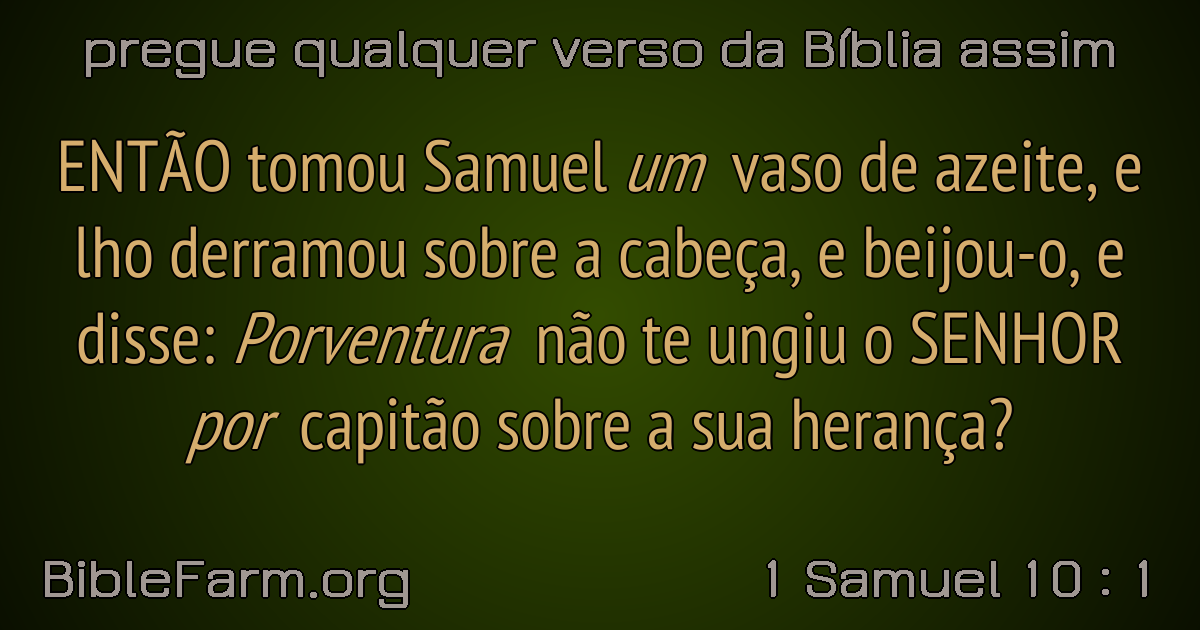 pregue qualquer verso da Bíblia assim
ENTÃO tomou Samuel um vaso de azeite, e
lho derramou sobre a cabeça, e beijou-o, e
disse: Porventura não te ungiu o SENHOR
por capitão sobre a sua herança?
BibleFarm.org
1 Samuel 10 : 1